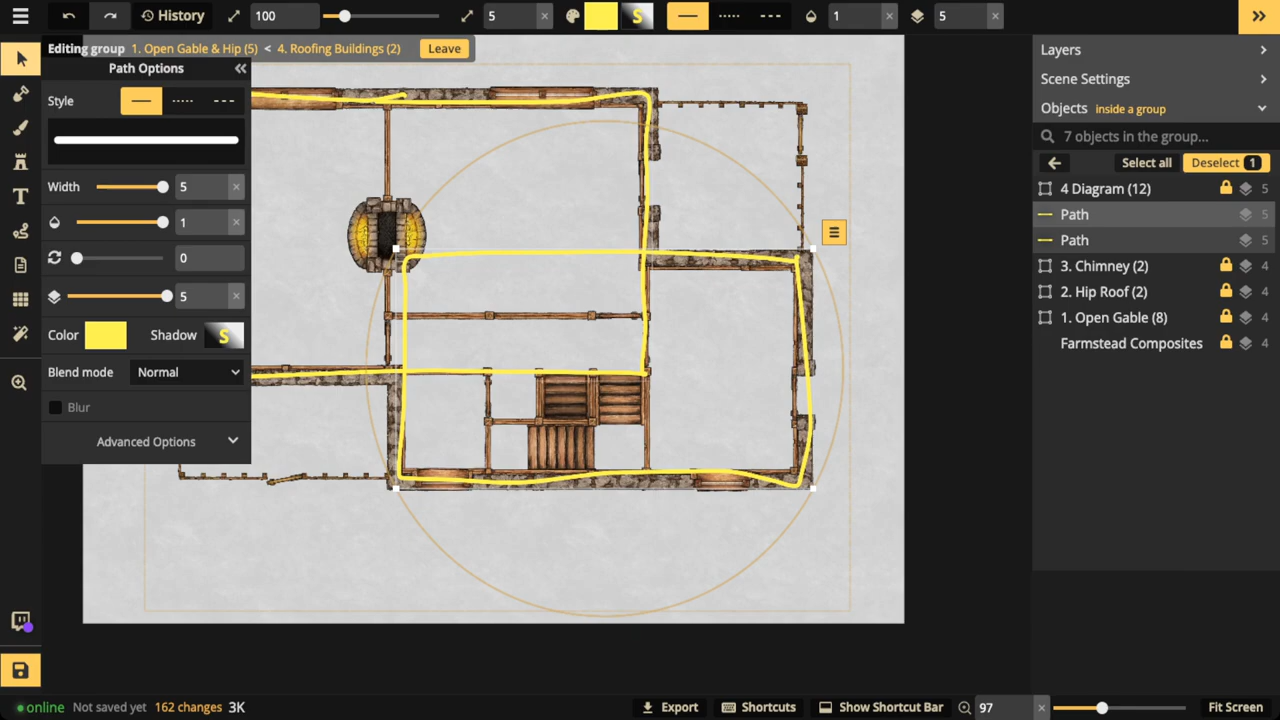 History
100
5
S
1
5
Editing group 1. Open Gable & Hip (5) < 4. Roofing Buildings (2) Leave
Path Options
Style
Width 5
1
0
5
Color Shadow S
Blend mode Normal
Blur
Advanced Options
Layers
Scene Settings
Objects inside a group
7 objects in the group...
Select all Deselect 1
4 Diagram (12) 5
Path 5
Path 5
3. Chimney (2) 4
2. Hip Roof (2) 4
1. Open Gable (8) 4
Farmstead Composites 4
online Not saved yet 162 changes 3K
Export Shortcuts Show Shortcut Bar 97 Fit Screen